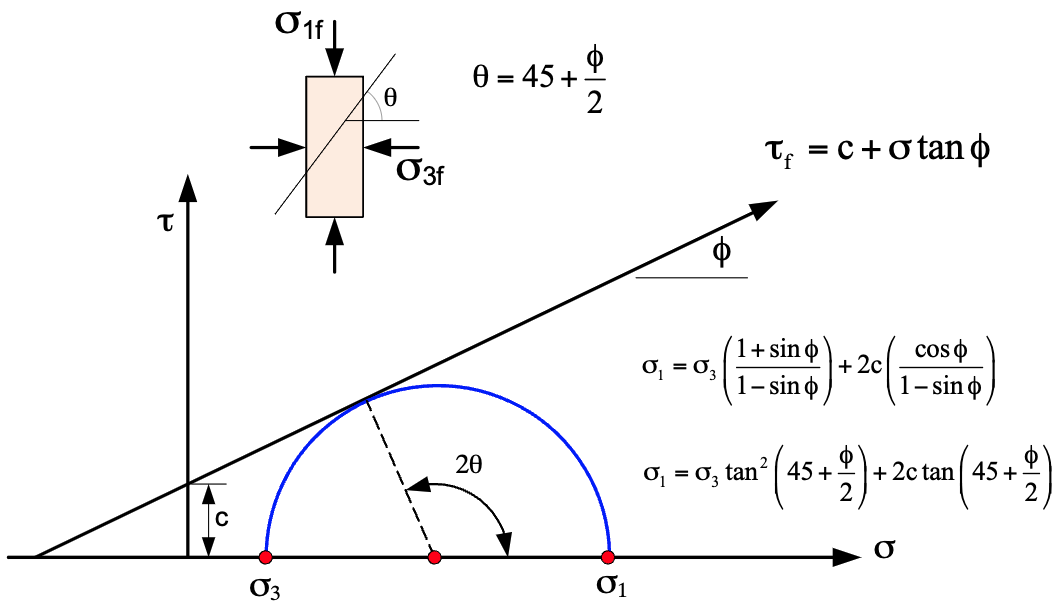 σ1f
θ = 45 + ϕ/2
θ
σ3f
τf = c + σ tan ϕ
τ
ϕ
σ1 = σ3 ( (1 + sin ϕ) / (1 − sin ϕ) ) + 2c ( cos ϕ / (1 − sin ϕ) )
2θ
σ1 = σ3 tan² ( 45 + ϕ/2 ) + 2c tan ( 45 + ϕ/2 )
c
σ
σ3
σ1